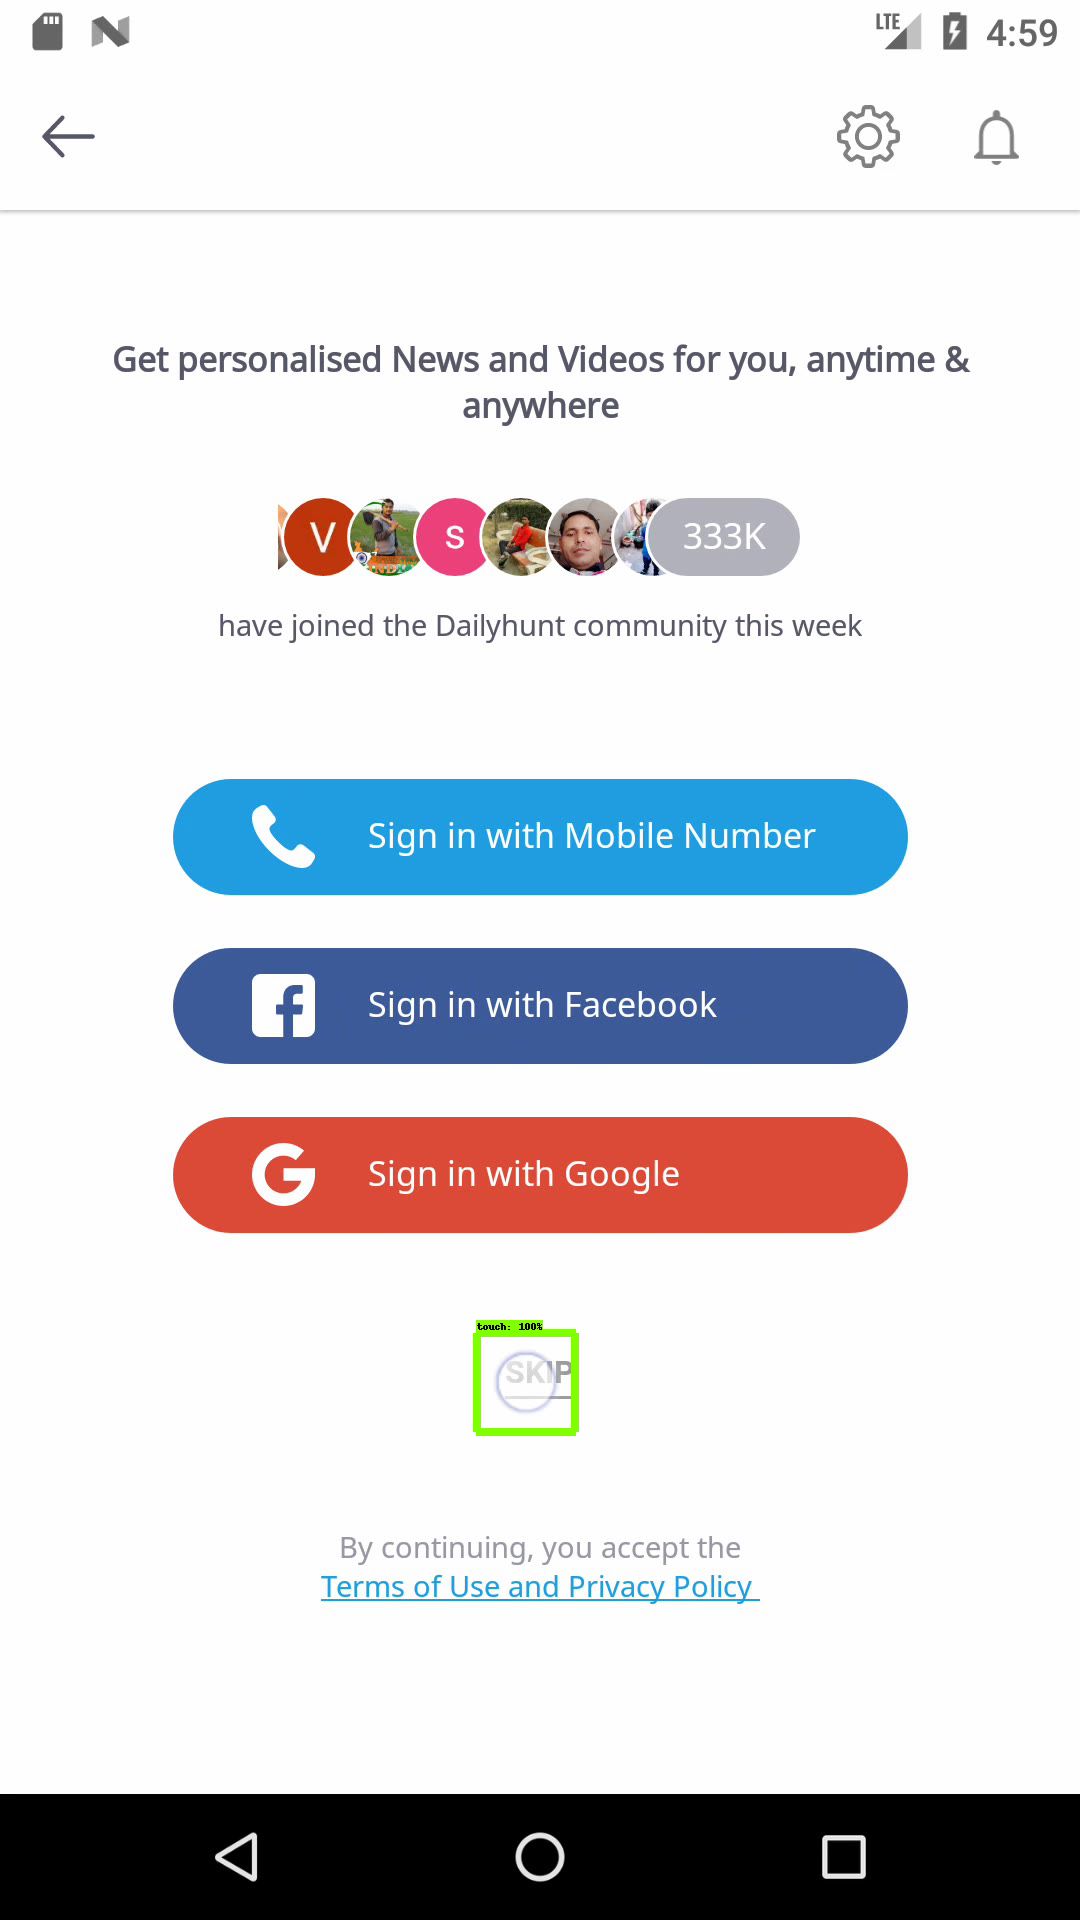 LTE 4:59
Get personalised News and Videos for you, anytime &
anywhere
V S 333K
have joined the Dailyhunt community this week
Sign in with Mobile Number
Sign in with Facebook
Sign in with Google
touch: 100%
SKIP
By continuing, you accept the
Terms of Use and Privacy Policy